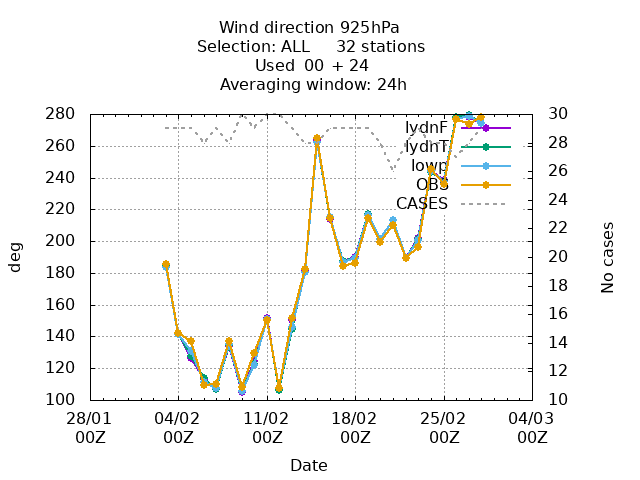 Wind direction 925hPa
Selection: ALL 32 stations
Used 00 + 24
Averaging window: 24h
deg
No cases
280
260
240
220
200
180
160
140
120
100
30
28
26
24
22
20
18
16
14
12
10
lvdnF
lvdnT
lowp
OBS
CASES
28/01 04/02 11/02 18/02 25/02 04/03
00Z 00Z 00Z 00Z 00Z 00Z
Date